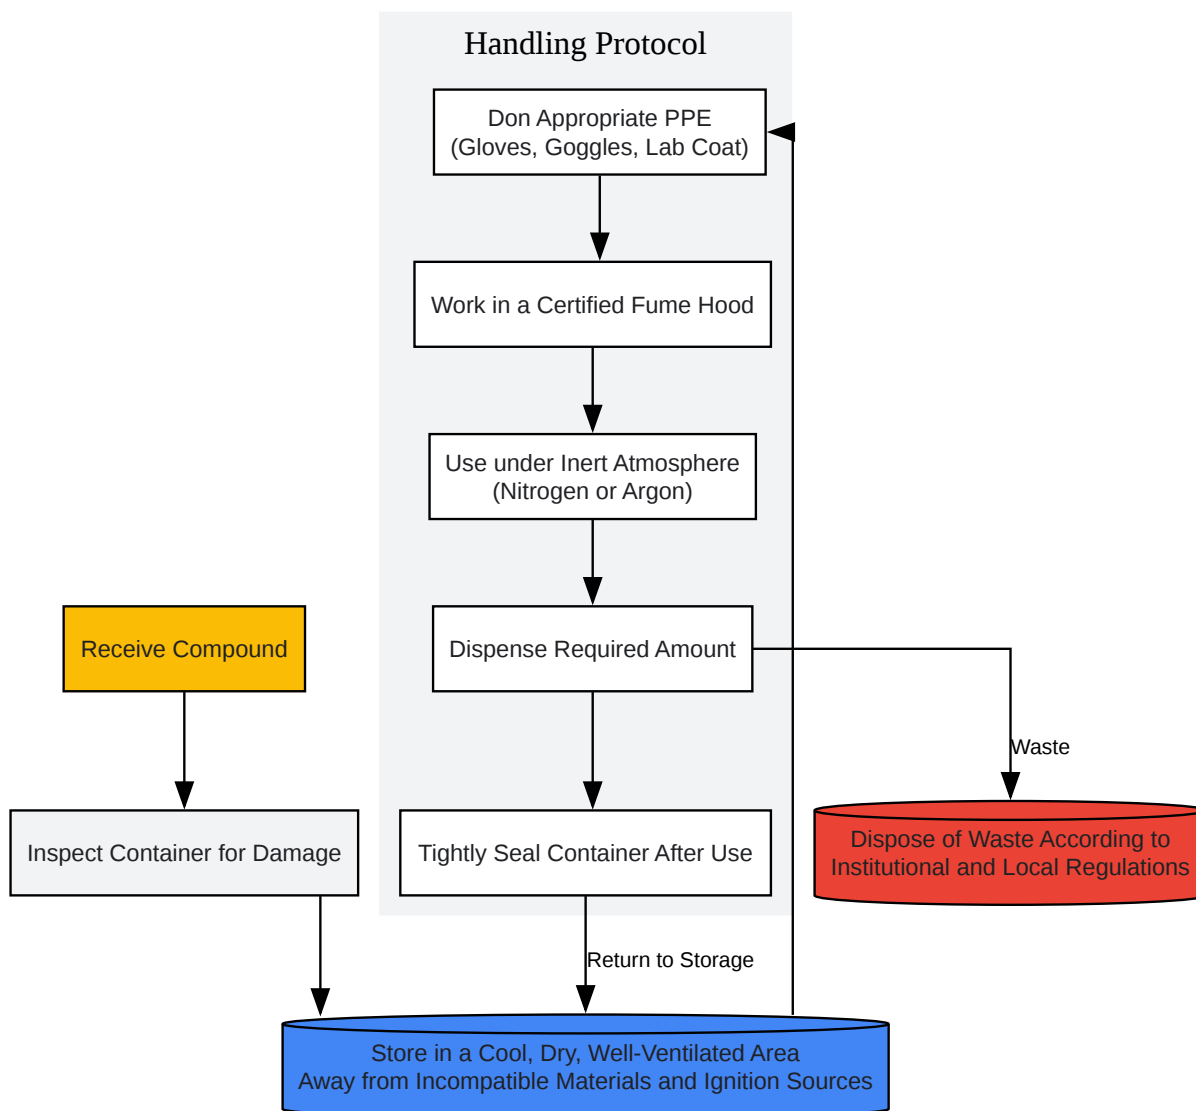 Handling Protocol
Don Appropriate PPE
(Gloves, Goggles, Lab Coat)
Work in a Certified Fume Hood
Use under Inert Atmosphere
(Nitrogen or Argon)
Receive Compound
Dispense Required Amount
Waste
Inspect Container for Damage
Tightly Seal Container After Use
Dispose of Waste According to
Institutional and Local Regulations
Return to Storage
Store in a Cool, Dry, Well-Ventilated Area
Away from Incompatible Materials and Ignition Sources